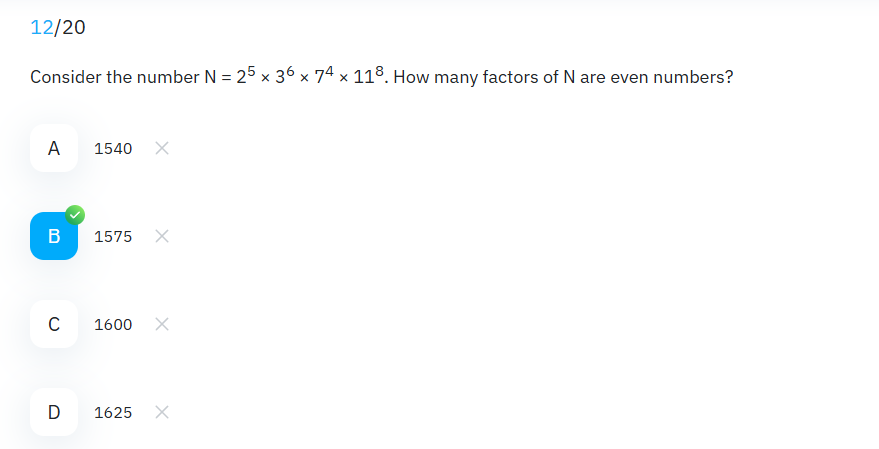 12/20
Consider the number N = 2⁵ × 3⁶ × 7⁴ × 11⁸. How many factors of N are even numbers?
A 1540 ×
B 1575 ×
C 1600 ×
D 1625 ×